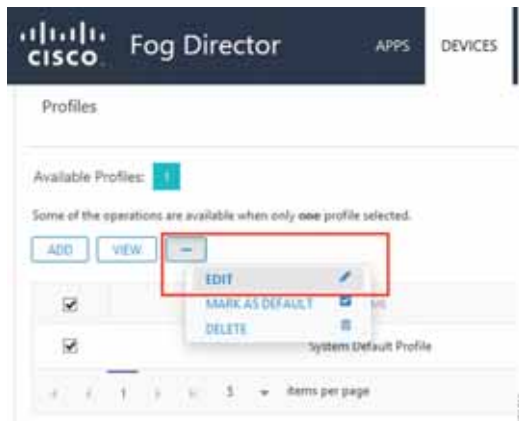 CISCO Fog Director APPS DEVICES
Profiles
Available Profiles: 1
Some of the operations are available when only one profile selected.
ADD VIEW
EDIT
MARK AS DEFAULT
DELETE
System Default Profile
1 5 items per page